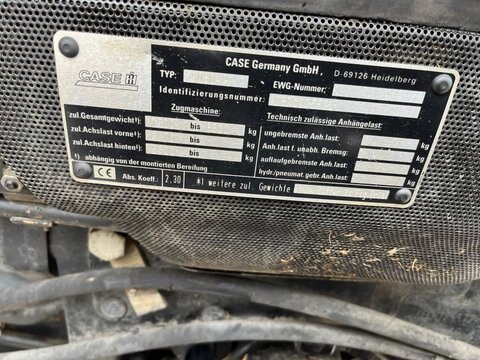 CASE IH
CASE Germany GmbH, D-69126 Heidelberg
TYP:
EWG-Nummer:
Identifizierungsnummer:
Zugmaschine:
zul.Gesamtgewicht¹): bis kg
zul.Achslast vorne¹): bis kg
zul.Achslast hinten¹): bis kg
¹) abhängig von der montierten Bereifung
Technisch zulässige Anhängelast:
ungebremste Anh.last: kg
Anh.last f. unabh. Bremsg: kg
auflaufgebremste Anh.last: kg
hydr./pneumat. gebr. Anh.last: kg
CE Abs. Koeff.: 2.30 *) weitere zul. Gewichte